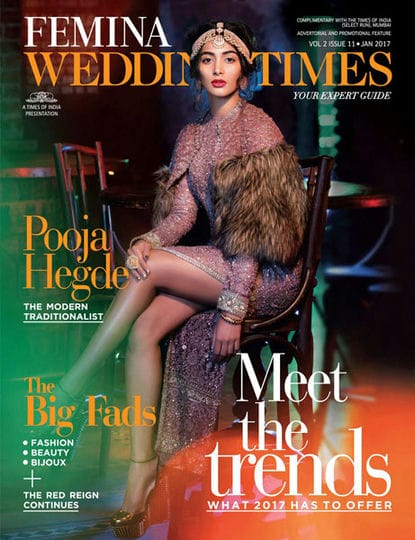 FEMINA
WEDDING TIMES
YOUR EXPERT GUIDE
COMPLIMENTARY WITH THE TIMES OF INDIA
(SELECT RUN), MUMBAI
ADVERTORIAL AND PROMOTIONAL FEATURE
VOL 2 ISSUE 11 • JAN 2017
A TIMES OF INDIA
PRESENTATION
Pooja
Hegde
THE MODERN
TRADITIONALIST
The
Big Fads
• FASHION
• BEAUTY
• BIJOUX
+
THE RED REIGN
CONTINUES
Meet
the
trends
WHAT 2017 HAS TO OFFER